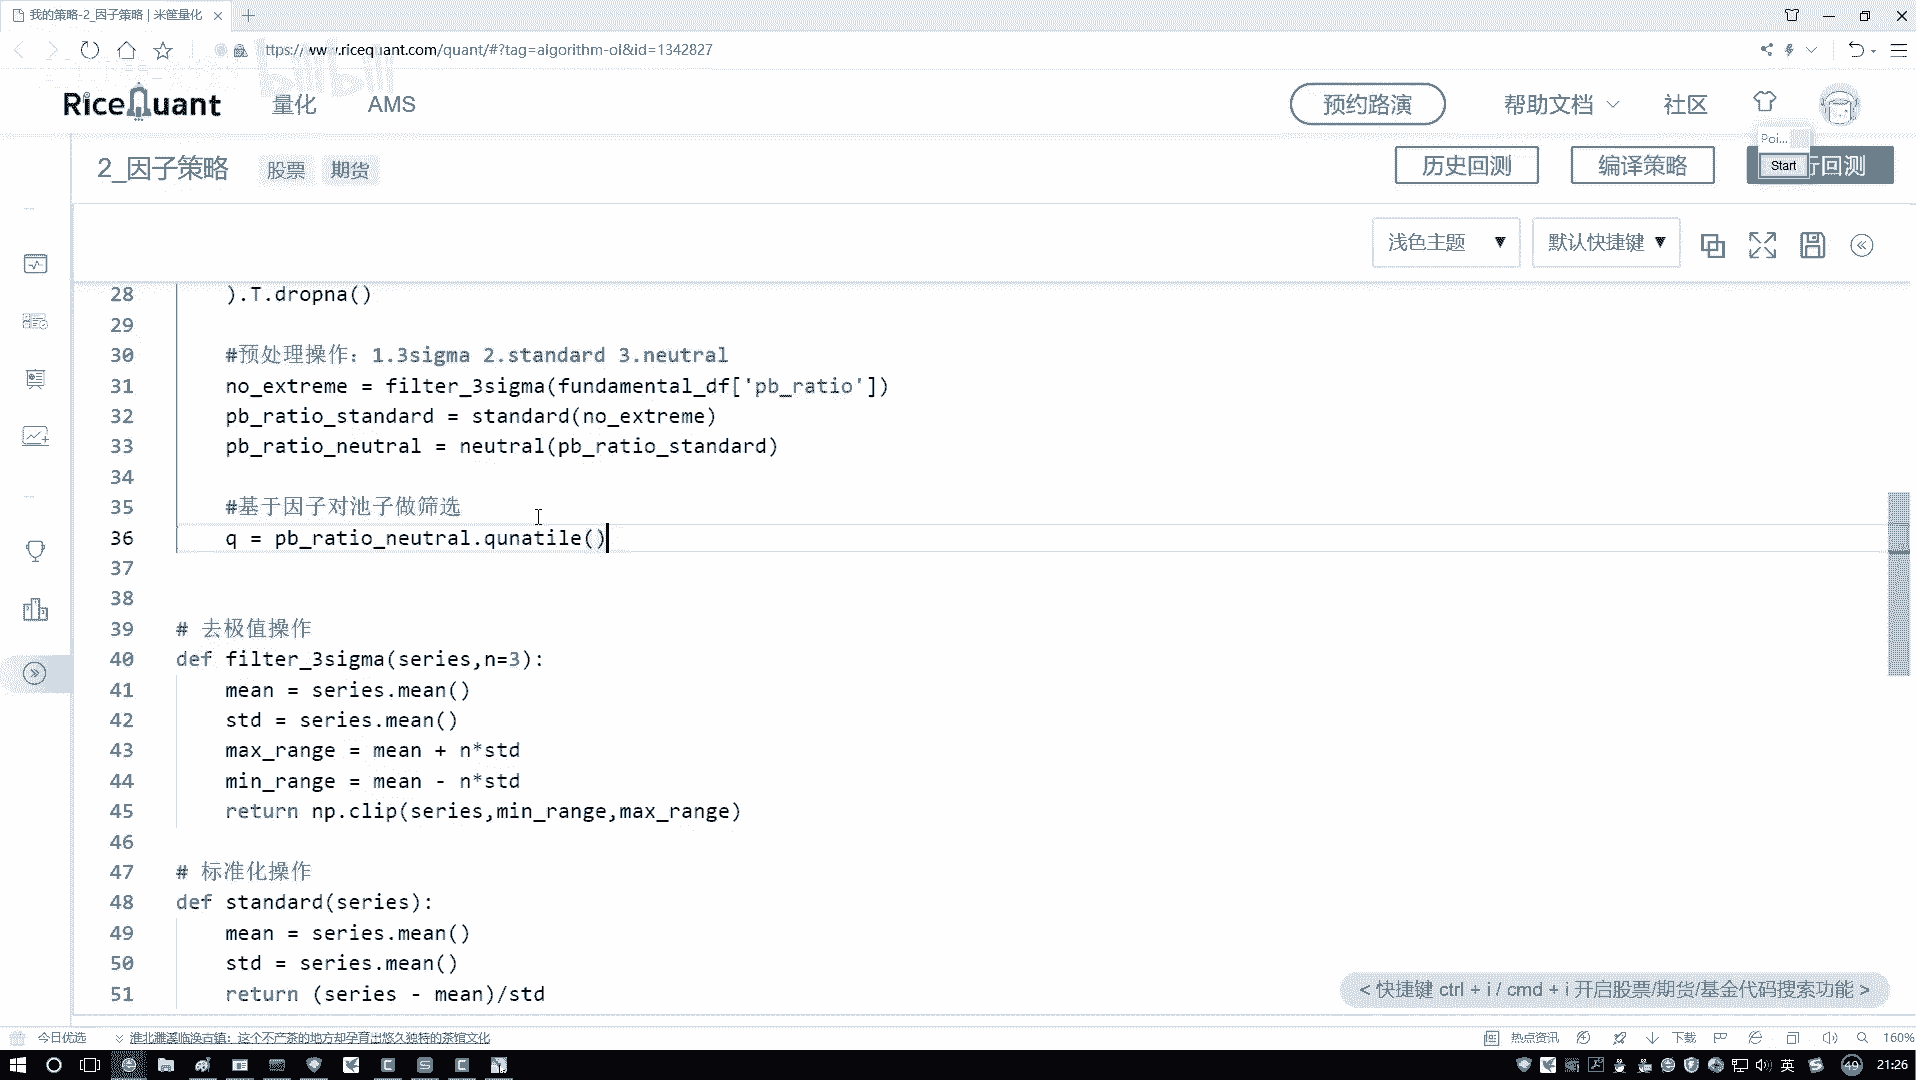 我的策略-2_因子策略 | 米筐量化
ttps://www.ricequant.com/quant/#?tag=algorithm-ol&id=1342827
bilibili
RiceQuant 量化 AMS 预约路演 帮助文档 社区
Poi...
2_因子策略 股票 期货 历史回测 编译策略 Start 行回测
浅色主题 ▼ 默认快捷键 ▼
28 ).T.dropna()
29
30 #预处理操作：1.3sigma 2.standard 3.neutral
31 no_extreme = filter_3sigma(fundamental_df['pb_ratio'])
32 pb_ratio_standard = standard(no_extreme)
33 pb_ratio_neutral = neutral(pb_ratio_standard)
34
35 #基于因子对池子做筛选
36 q = pb_ratio_neutral.qunatile()
37
38
39 # 去极值操作
40 def filter_3sigma(series,n=3):
41 mean = series.mean()
42 std = series.mean()
43 max_range = mean + n*std
44 min_range = mean - n*std
45 return np.clip(series,min_range,max_range)
46
47 # 标准化操作
48 def standard(series):
49 mean = series.mean()
50 std = series.mean()
51 return (series - mean)/std
< 快捷键 ctrl + i / cmd + i 开启股票/期货/基金代码搜索功能 >
今日优选 淮北濉溪临涣古镇：这个不产茶的地方却孕育出悠久独特的茶馆文化 热点资讯 下载 160%
英 49 21:26